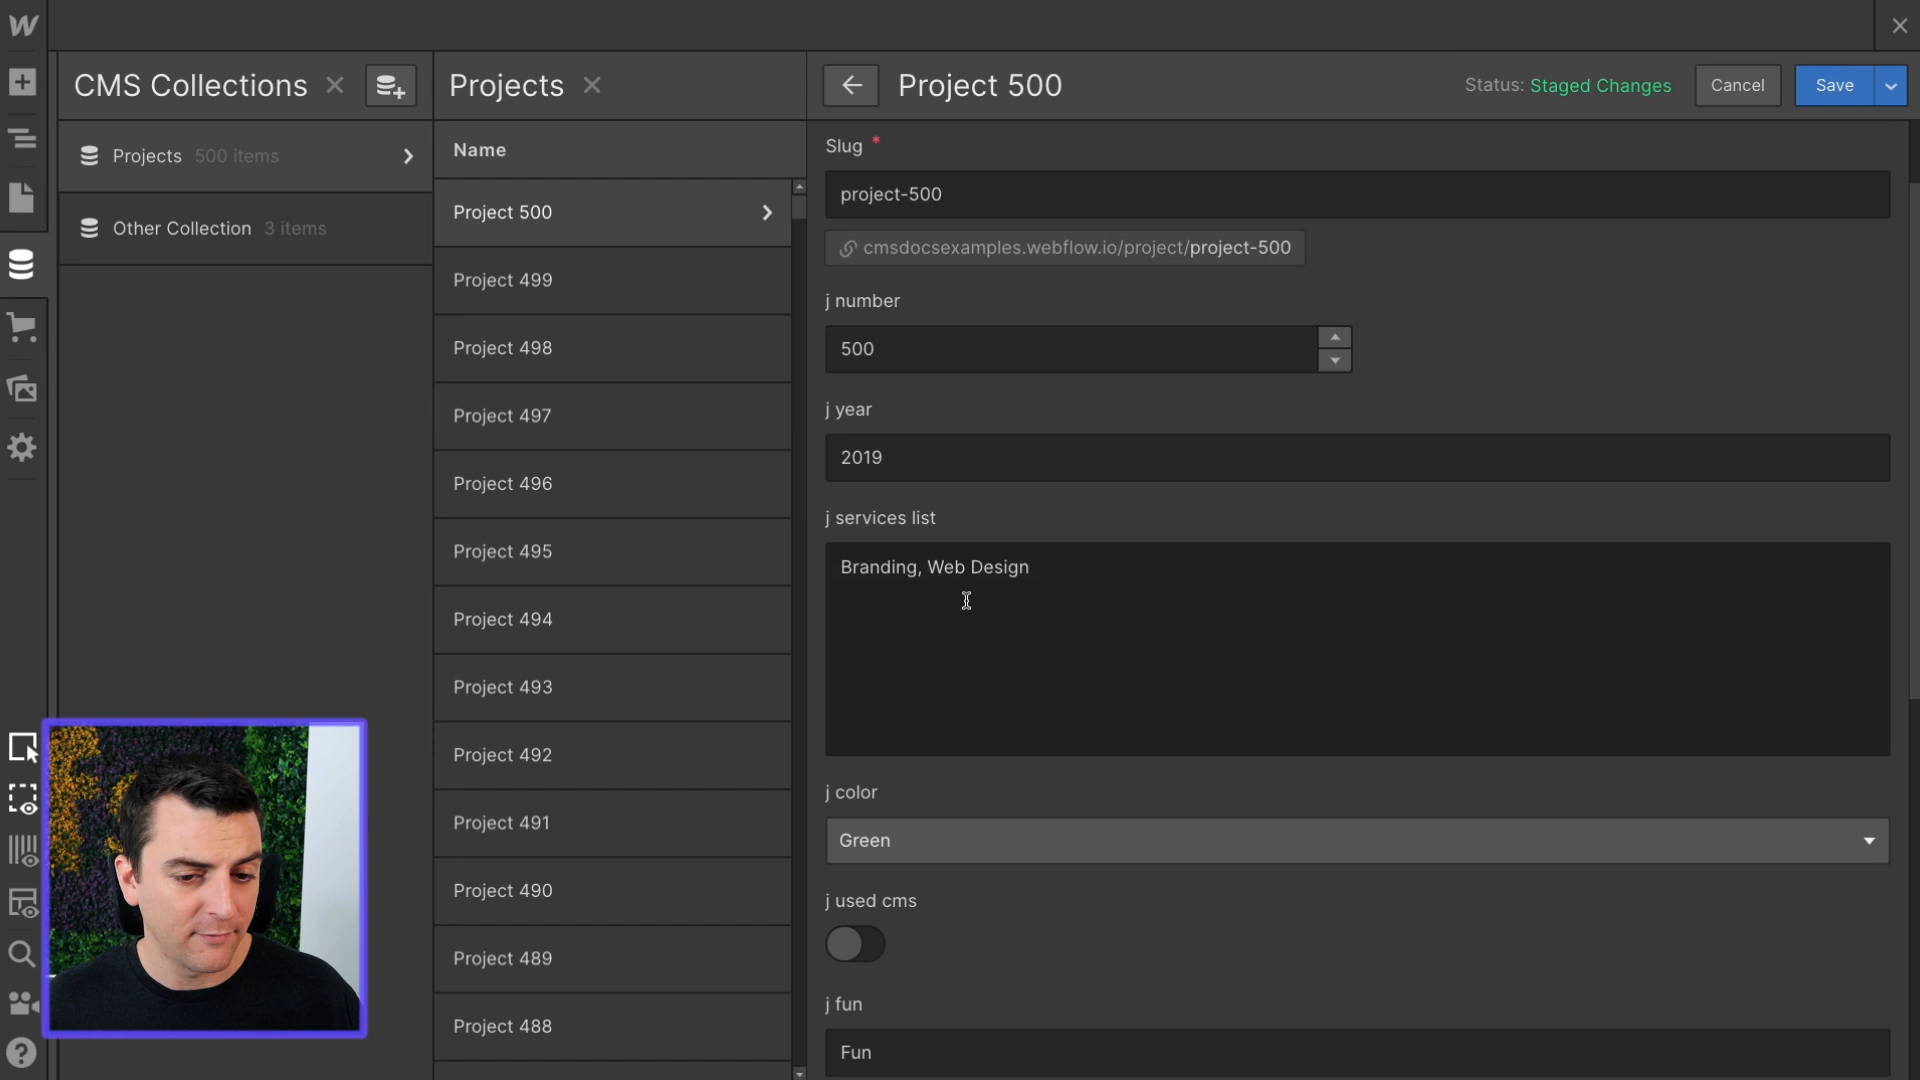 CMS Collections
Projects 500 items
Other Collection 3 items
Projects
Name
Project 500
Project 499
Project 498
Project 497
Project 496
Project 495
Project 494
Project 493
Project 492
Project 491
Project 490
Project 489
Project 488
Project 500
Status: Staged Changes
Cancel
Save
Slug *
project-500
cmsdocsexamples.webflow.io/project/project-500
j number
500
j year
2019
j services list
Branding, Web Design
j color
Green
j used cms
j fun
Fun